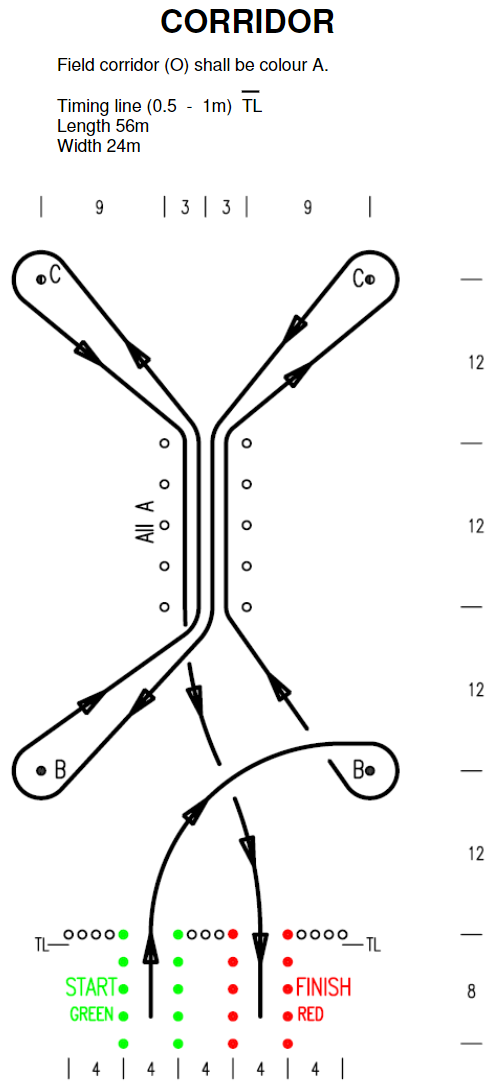 CORRIDOR
Field corridor (O) shall be colour A.
Timing line (0.5 - 1m) TL
Length 56m
Width 24m
9 3 3 9
C C
12
All A
12
12
B B
12
TL TL
START FINISH
GREEN RED
8
4 4 4 4 4